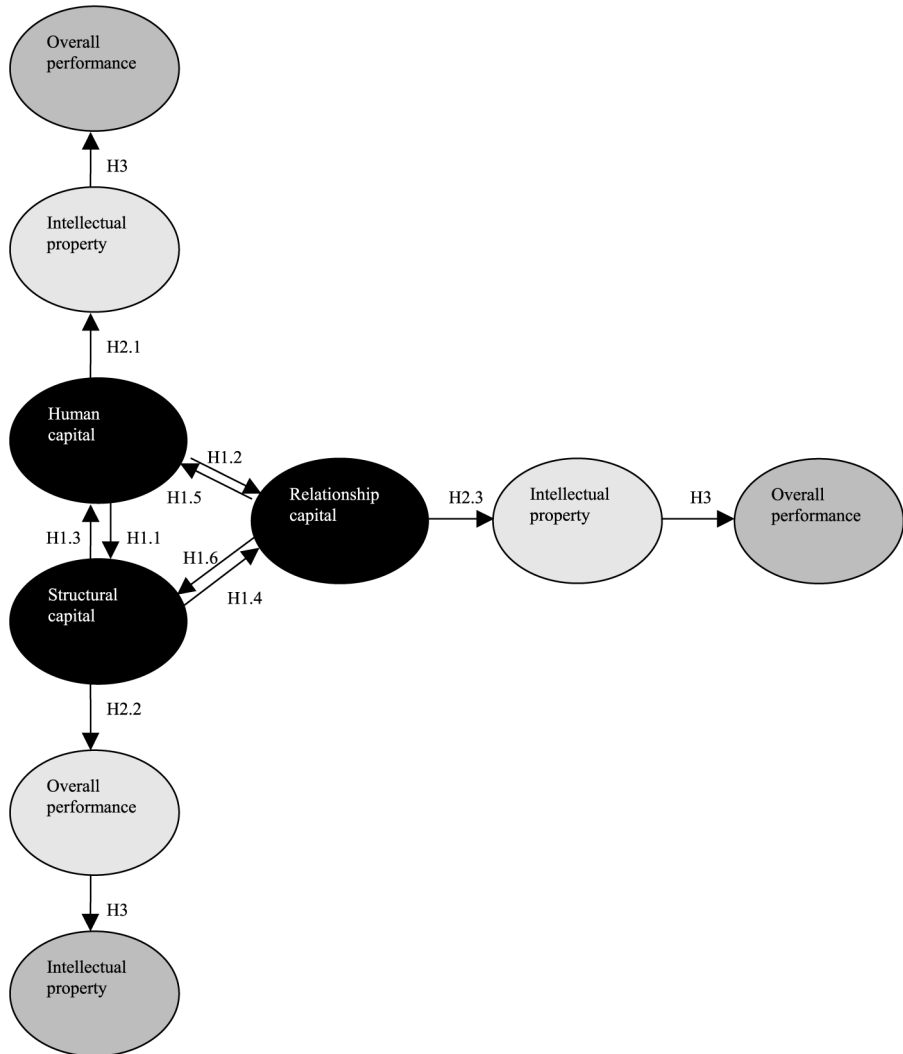 Overall
performance
H3
Intellectual
property
H2.1
Human
capital
H1.2
H1.5
Relationship
capital
H2.3
Intellectual
property
H3
Overall
performance
H1.3
H1.1
H1.6
H1.4
Structural
capital
H2.2
Overall
performance
H3
Intellectual
property